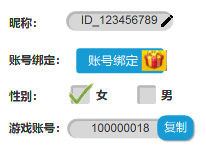 昵称： ID_123456789
账号绑定： 账号绑定
性别： 女 男
游戏账号： 100000018 复制